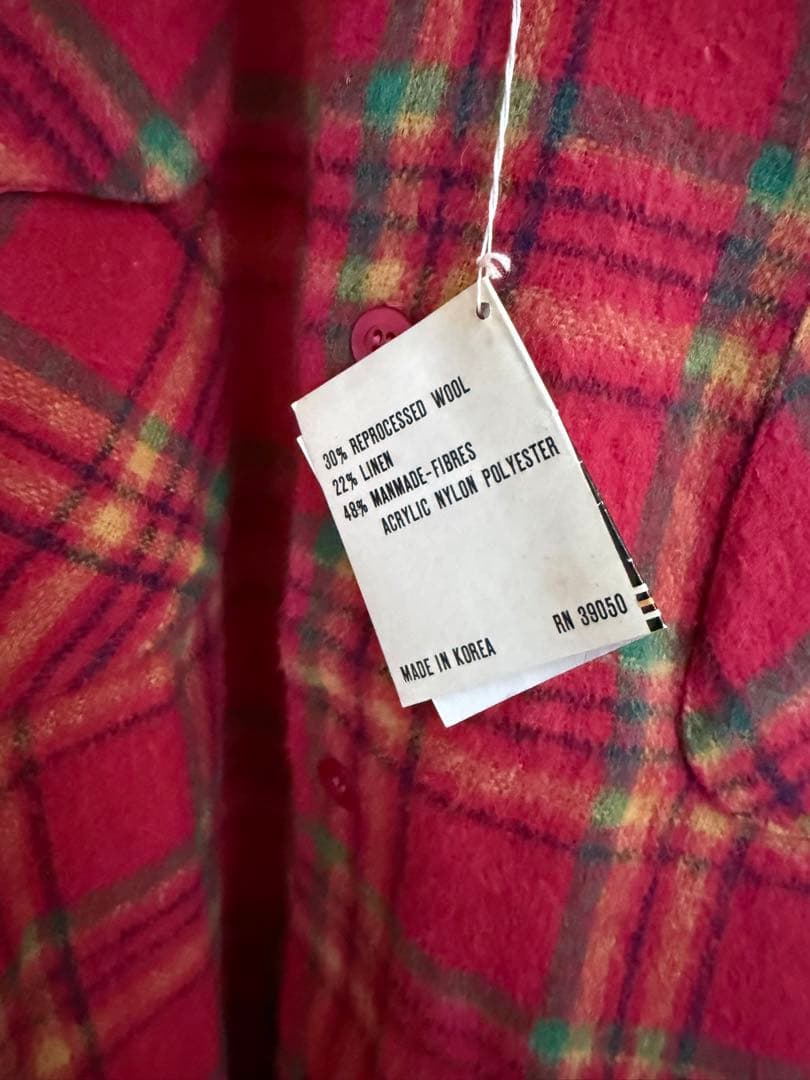 30% REPROCESSED WOOL
22% LINEN
48% MANMADE-FIBRES
ACRYLIC NYLON POLYESTER
MADE IN KOREA
RN 39050